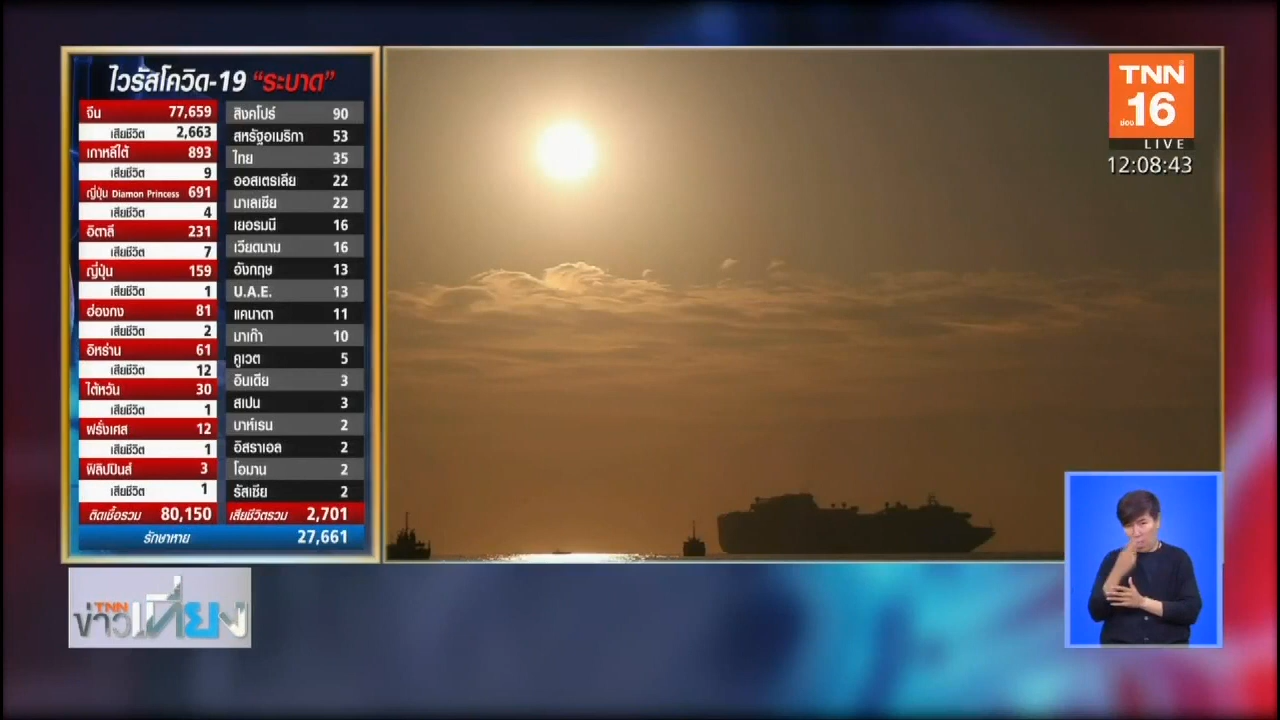 ไวรัสโควิด-19 “ระบาด”
จีน 77,659
เสียชีวิต 2,663
เกาหลีใต้ 893
เสียชีวิต 9
ญี่ปุ่น Diamon Princess 691
เสียชีวิต 4
อิตาลี 231
เสียชีวิต 7
ญี่ปุ่น 159
เสียชีวิต 1
ฮ่องกง 81
เสียชีวิต 2
อิหร่าน 61
เสียชีวิต 12
ไต้หวัน 30
เสียชีวิต 1
ฝรั่งเศส 12
เสียชีวิต 1
ฟิลิปปินส์ 3
เสียชีวิต 1
ติดเชื้อรวม 80,150
สิงคโปร์ 90
สหรัฐอเมริกา 53
ไทย 35
ออสเตรเลีย 22
มาเลเซีย 22
เยอรมนี 16
เวียดนาม 16
อังกฤษ 13
U.A.E. 13
แคนาดา 11
มาเก๊า 10
คูเวต 5
อินเดีย 3
สเปน 3
บาห์เรน 2
อิสราเอล 2
โอมาน 2
รัสเซีย 2
เสียชีวิตรวม 2,701
รักษาหาย 27,661
TNN
ช่อง 16
LIVE
12:08:43
TNN
ข่าวเที่ยง